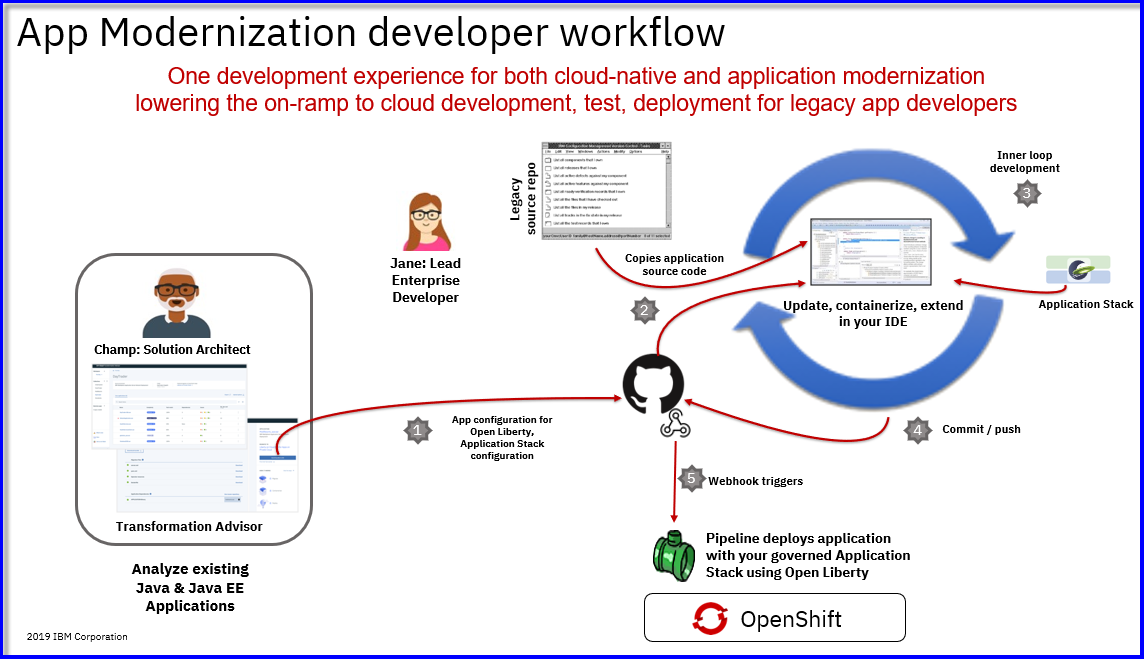 App Modernization developer workflow
One development experience for both cloud-native and application modernization
lowering the on-ramp to cloud development, test, deployment for legacy app developers
Legacy
source repo
Inner loop
development
3
Jane: Lead
Enterprise
Developer
Copies application
source code
2
Update, containerize, extend
in your IDE
Application Stack
Champ: Solution Architect
1
App configuration for
Open Liberty,
Application Stack
configuration
4
Commit / push
5
Webhook triggers
Transformation Advisor
Analyze existing
Java & Java EE
Applications
Pipeline deploys application
with your governed Application
Stack using Open Liberty
OpenShift
2019 IBM Corporation